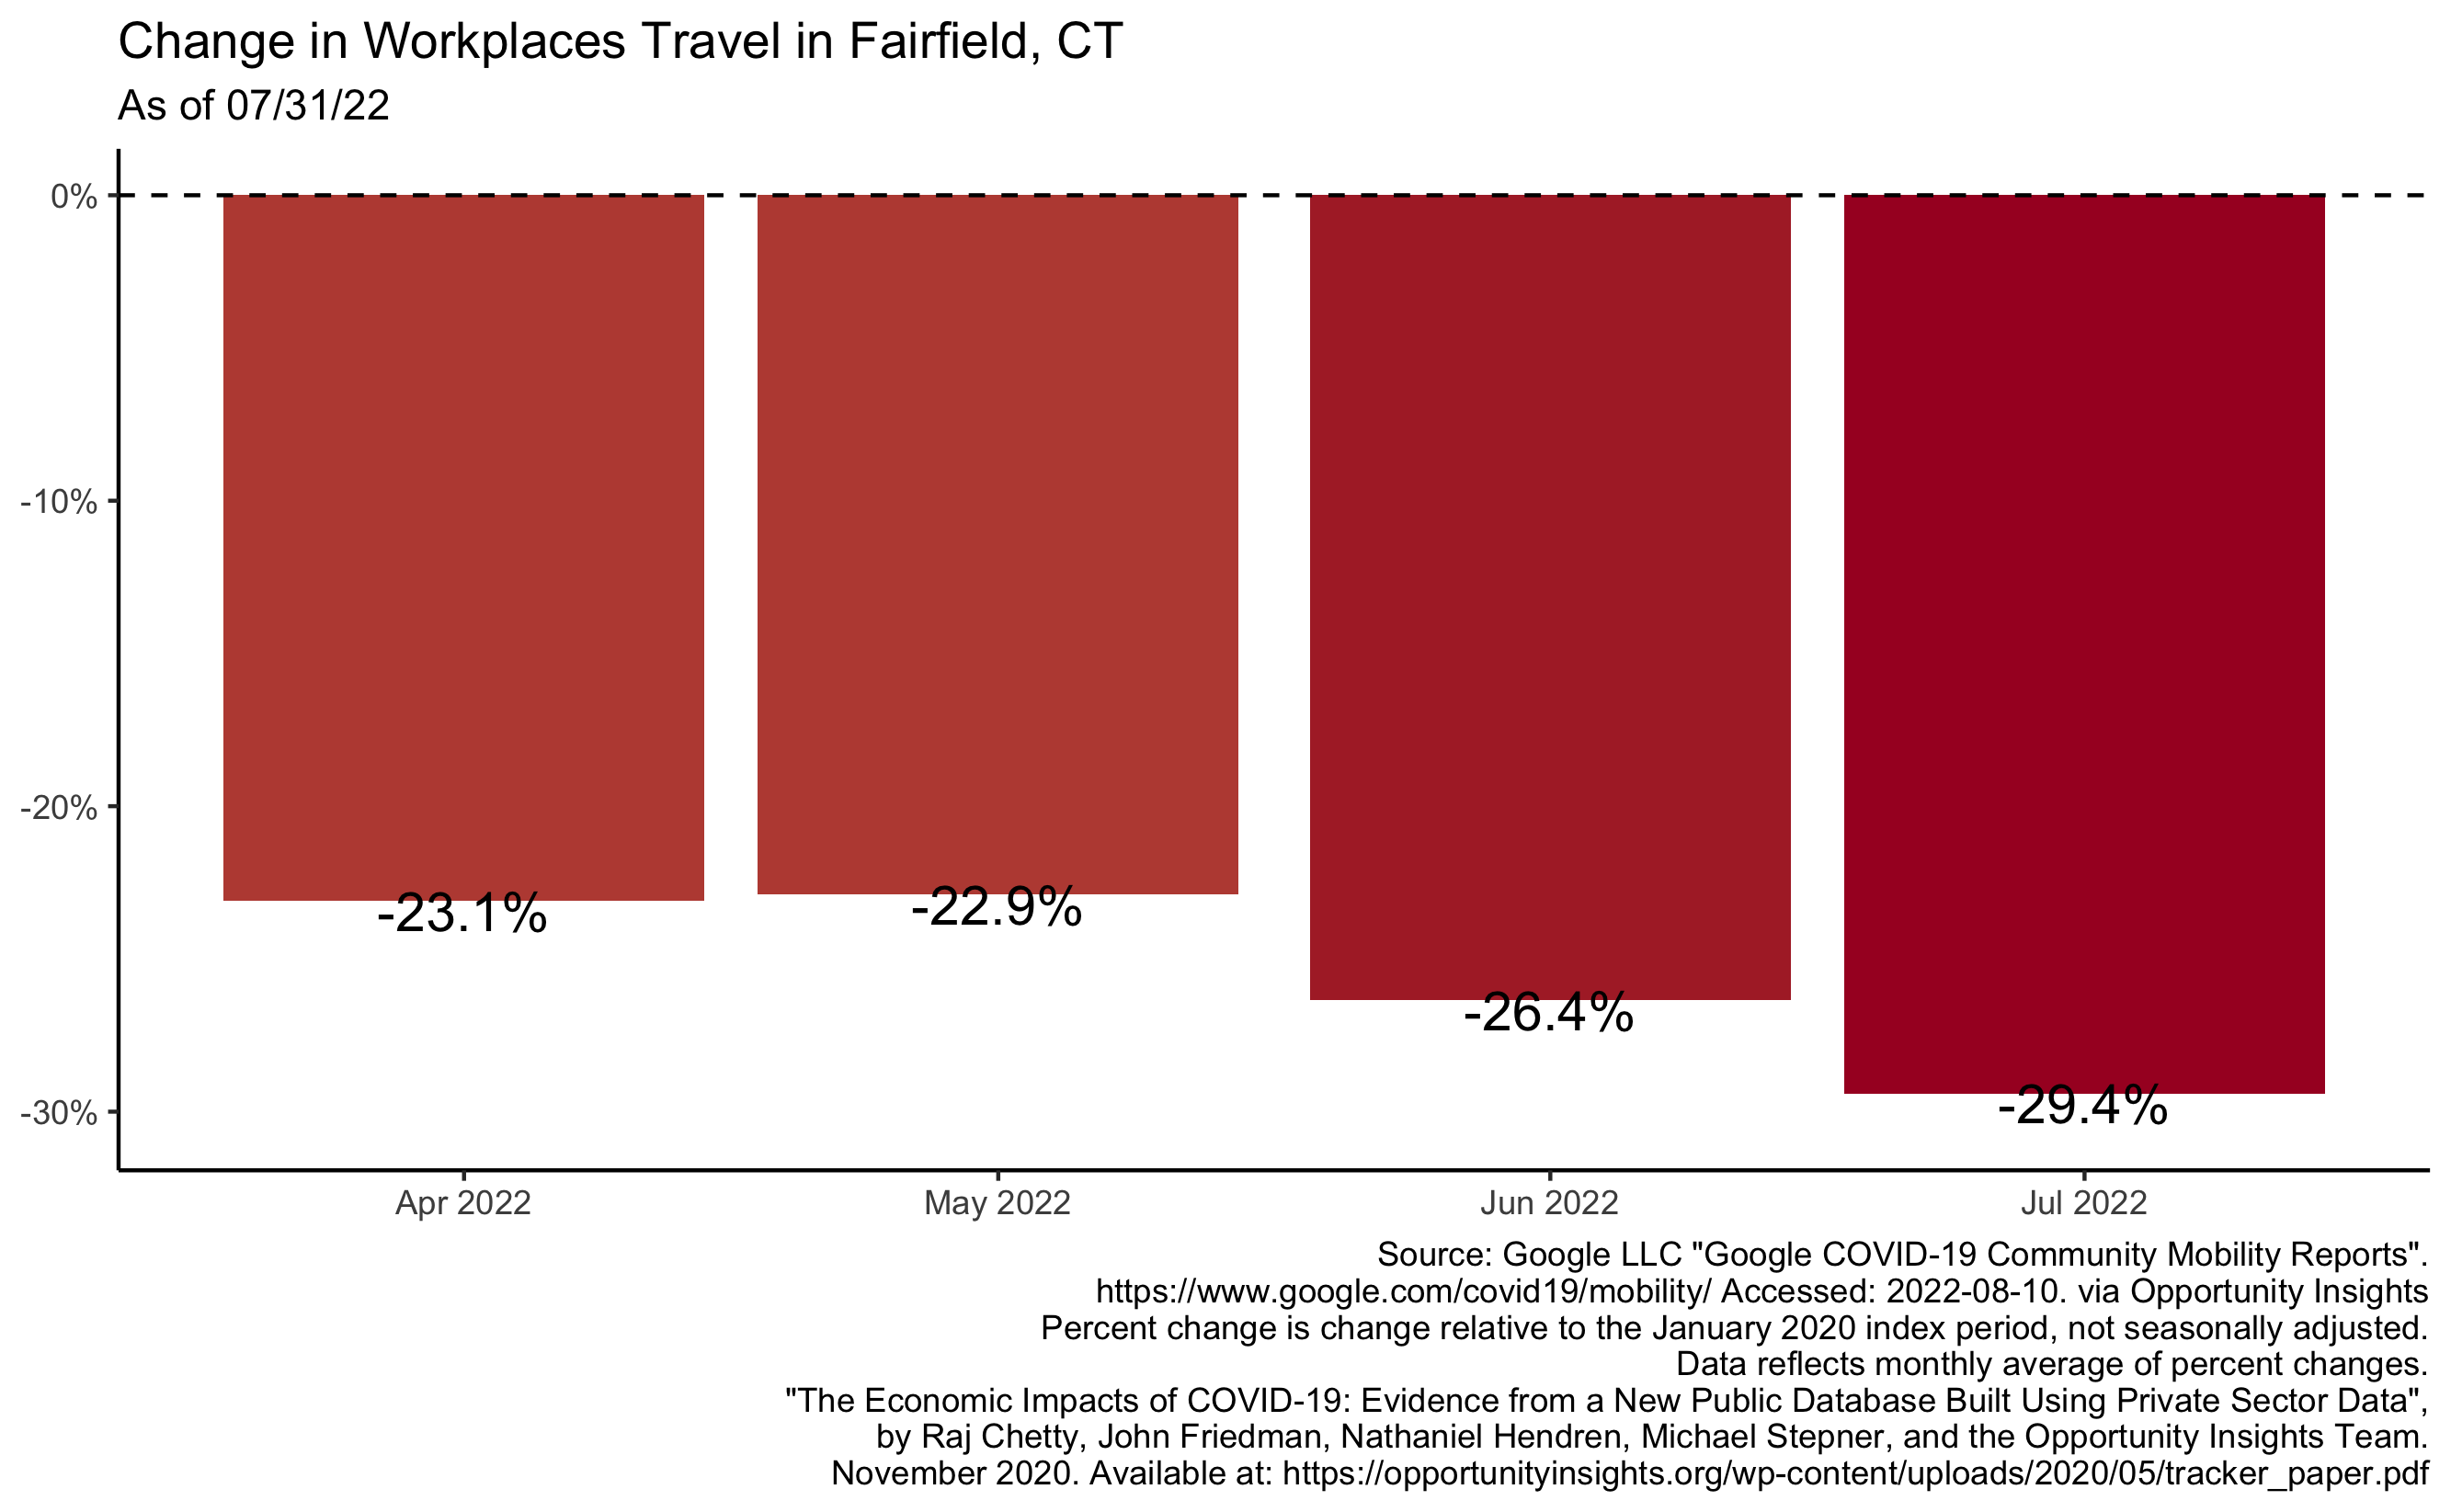 Change in Workplaces Travel in Fairfield, CT
As of 07/31/22
0%
-10%
-20%
-30%
-23.1%
-22.9%
-26.4%
-29.4%
Apr 2022
May 2022
Jun 2022
Jul 2022
Source: Google LLC "Google COVID-19 Community Mobility Reports".
https://www.google.com/covid19/mobility/ Accessed: 2022-08-10. via Opportunity Insights
Percent change is change relative to the January 2020 index period, not seasonally adjusted.
Data reflects monthly average of percent changes.
"The Economic Impacts of COVID-19: Evidence from a New Public Database Built Using Private Sector Data",
by Raj Chetty, John Friedman, Nathaniel Hendren, Michael Stepner, and the Opportunity Insights Team.
November 2020. Available at: https://opportunityinsights.org/wp-content/uploads/2020/05/tracker_paper.pdf